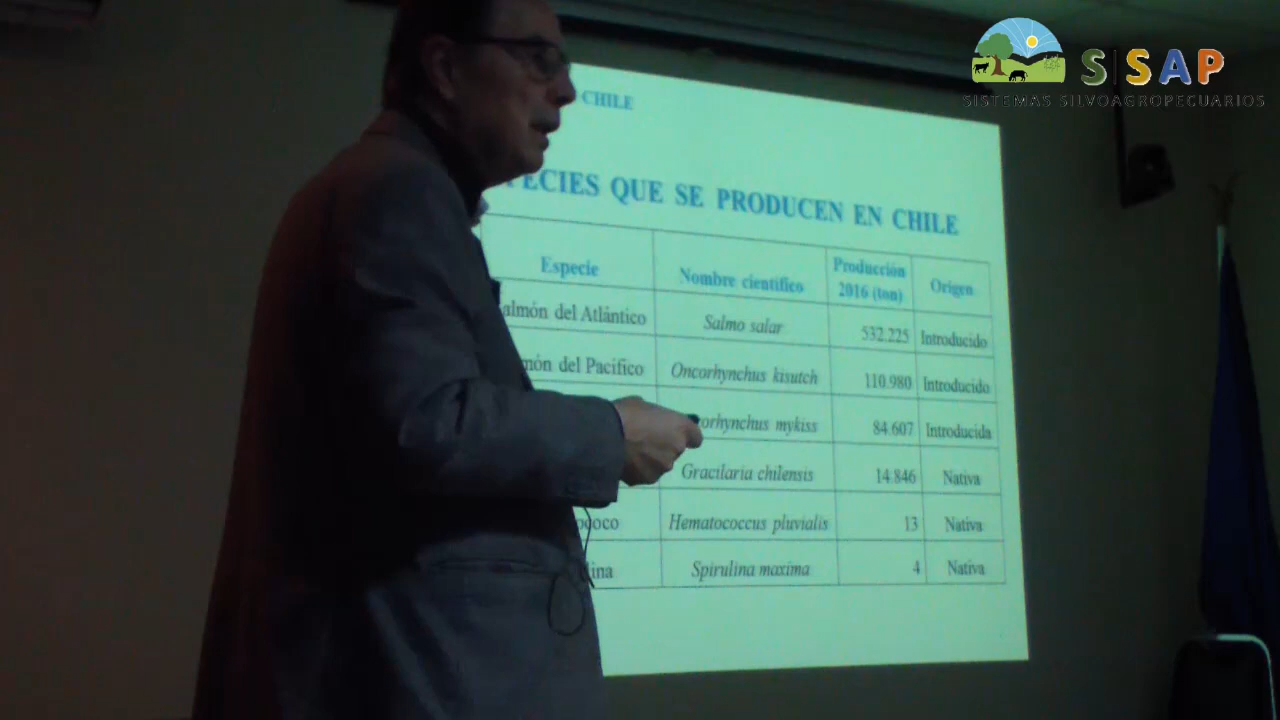 S|SAP
SISTEMAS SILVOAGROPECUARIOS
CHILE
PECIES QUE SE PRODUCEN EN CHILE
Especie Nombre científico Producción 2016 (ton) Origen
almón del Atlántico Salmo salar 532.225 Introducido
món del Pacífico Oncorhynchus kisutch 110.980 Introducido
orhynchus mykiss 84.607 Introducida
Gracilaria chilensis 14.846 Nativa
ococo Hematococcus pluvialis 13 Nativa
lina Spirulina maxima 4 Nativa